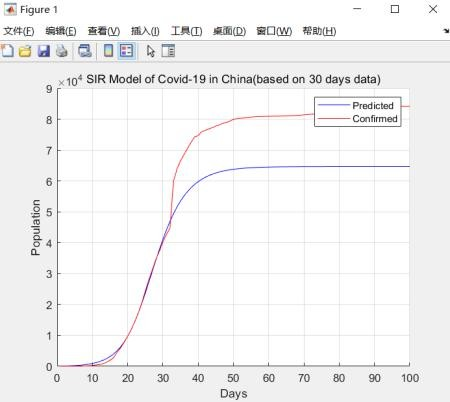 Figure 1
文件(F) 编辑(E) 查看(V) 插入(I) 工具(T) 桌面(D) 窗口(W) 帮助(H)
×10⁴ SIR Model of Covid-19 in China(based on 30 days data)
Predicted
Confirmed
9
8
7
6
5
4
3
2
1
0
Population
0 10 20 30 40 50 60 70 80 90 100
Days